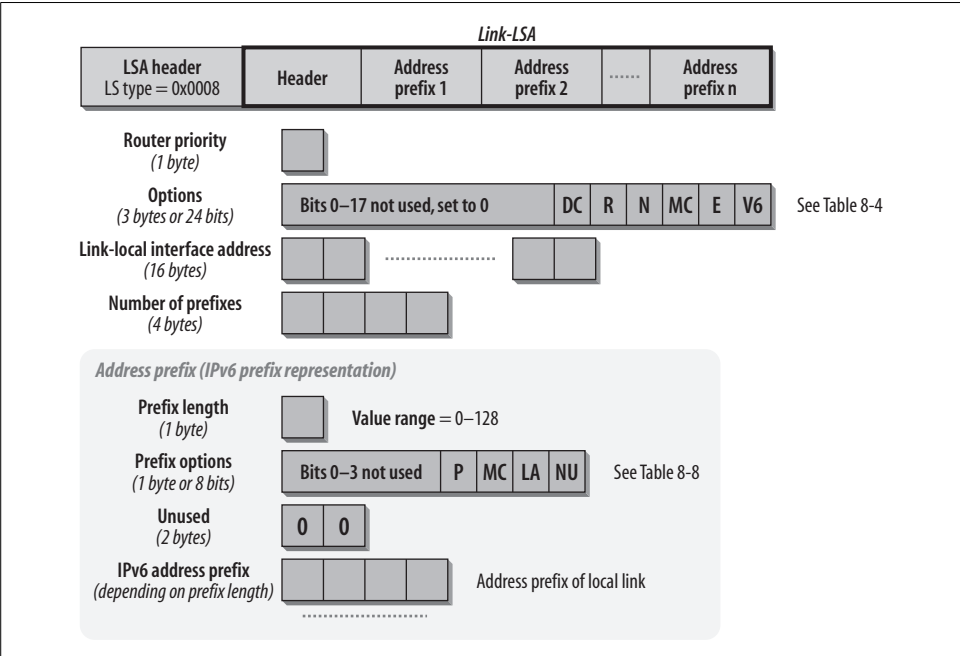 Link-LSA
LSA header
LS type = 0x0008
Header
Address
prefix 1
Address
prefix 2
......
Address
prefix n
Router priority
(1 byte)
Options
(3 bytes or 24 bits)
Bits 0–17 not used, set to 0
DC
R
N
MC
E
V6
See Table 8-4
Link-local interface address
(16 bytes)
Number of prefixes
(4 bytes)
Address prefix (IPv6 prefix representation)
Prefix length
(1 byte)
Value range = 0–128
Prefix options
(1 byte or 8 bits)
Bits 0–3 not used
P
MC
LA
NU
See Table 8-8
Unused
(2 bytes)
0
0
IPv6 address prefix
(depending on prefix length)
Address prefix of local link